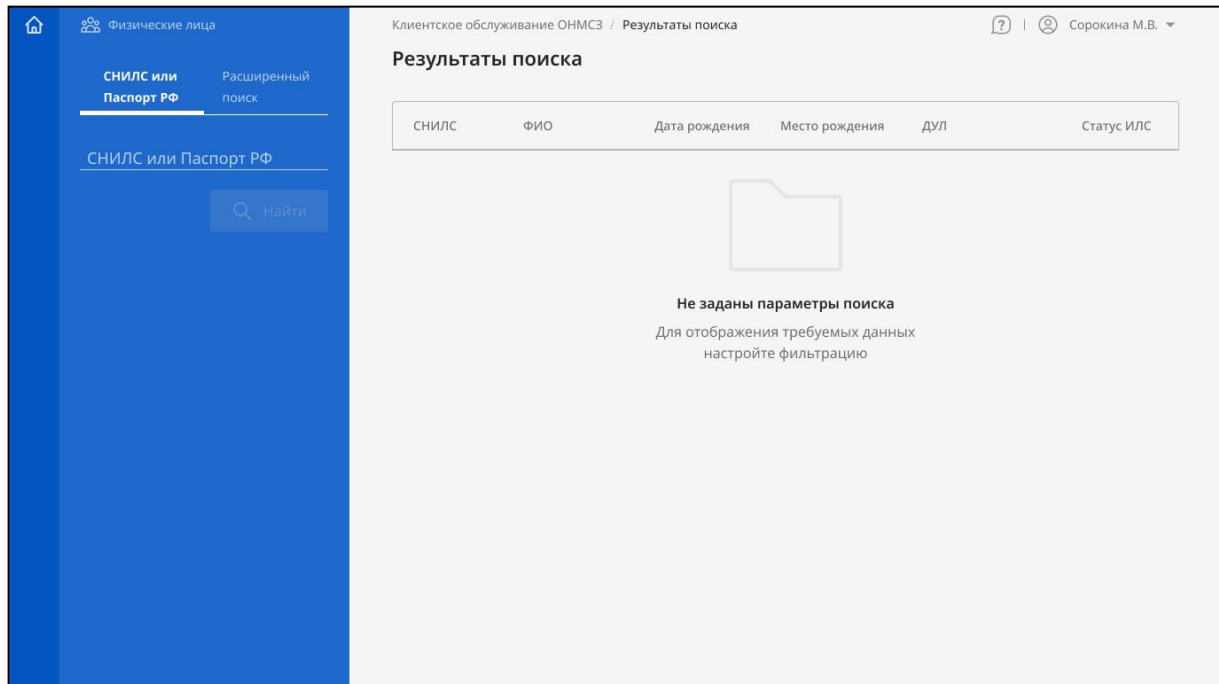 Физические лица
СНИЛС или
Паспорт РФ
Расширенный
поиск
СНИЛС или Паспорт РФ
Найти
Клиентское обслуживание ОНМСЗ / Результаты поиска
? | Сорокина М.В.
Результаты поиска
СНИЛС ФИО Дата рождения Место рождения ДУЛ Статус ИЛС
Не заданы параметры поиска
Для отображения требуемых данных
настройте фильтрацию